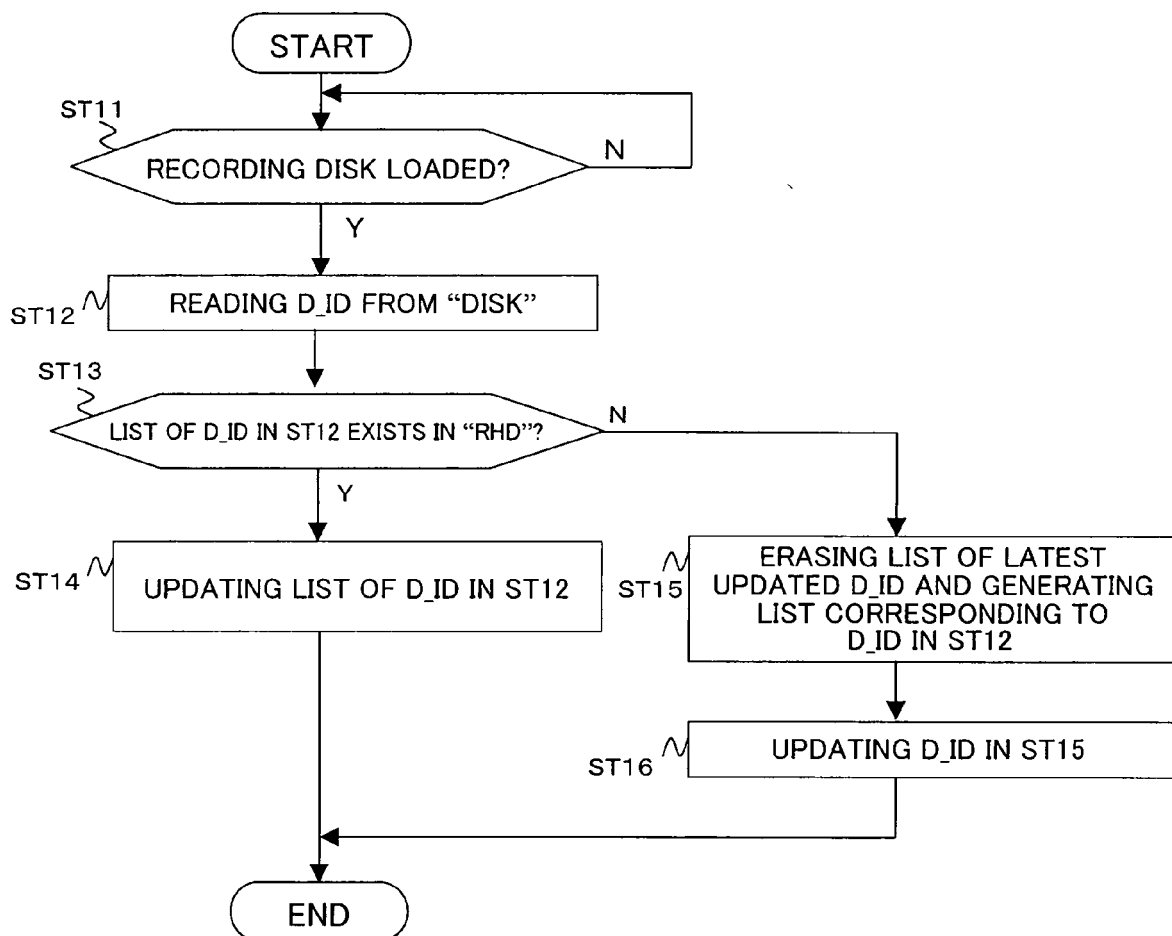 START
ST11
RECORDING DISK LOADED?
N
Y
ST12
READING D_ID FROM “DISK”
ST13
LIST OF D_ID IN ST12 EXISTS IN “RHD”?
N
Y
ST14
UPDATING LIST OF D_ID IN ST12
ST15
ERASING LIST OF LATEST
UPDATED D_ID AND GENERATING
LIST CORRESPONDING TO
D_ID IN ST12
ST16
UPDATING D_ID IN ST15
END